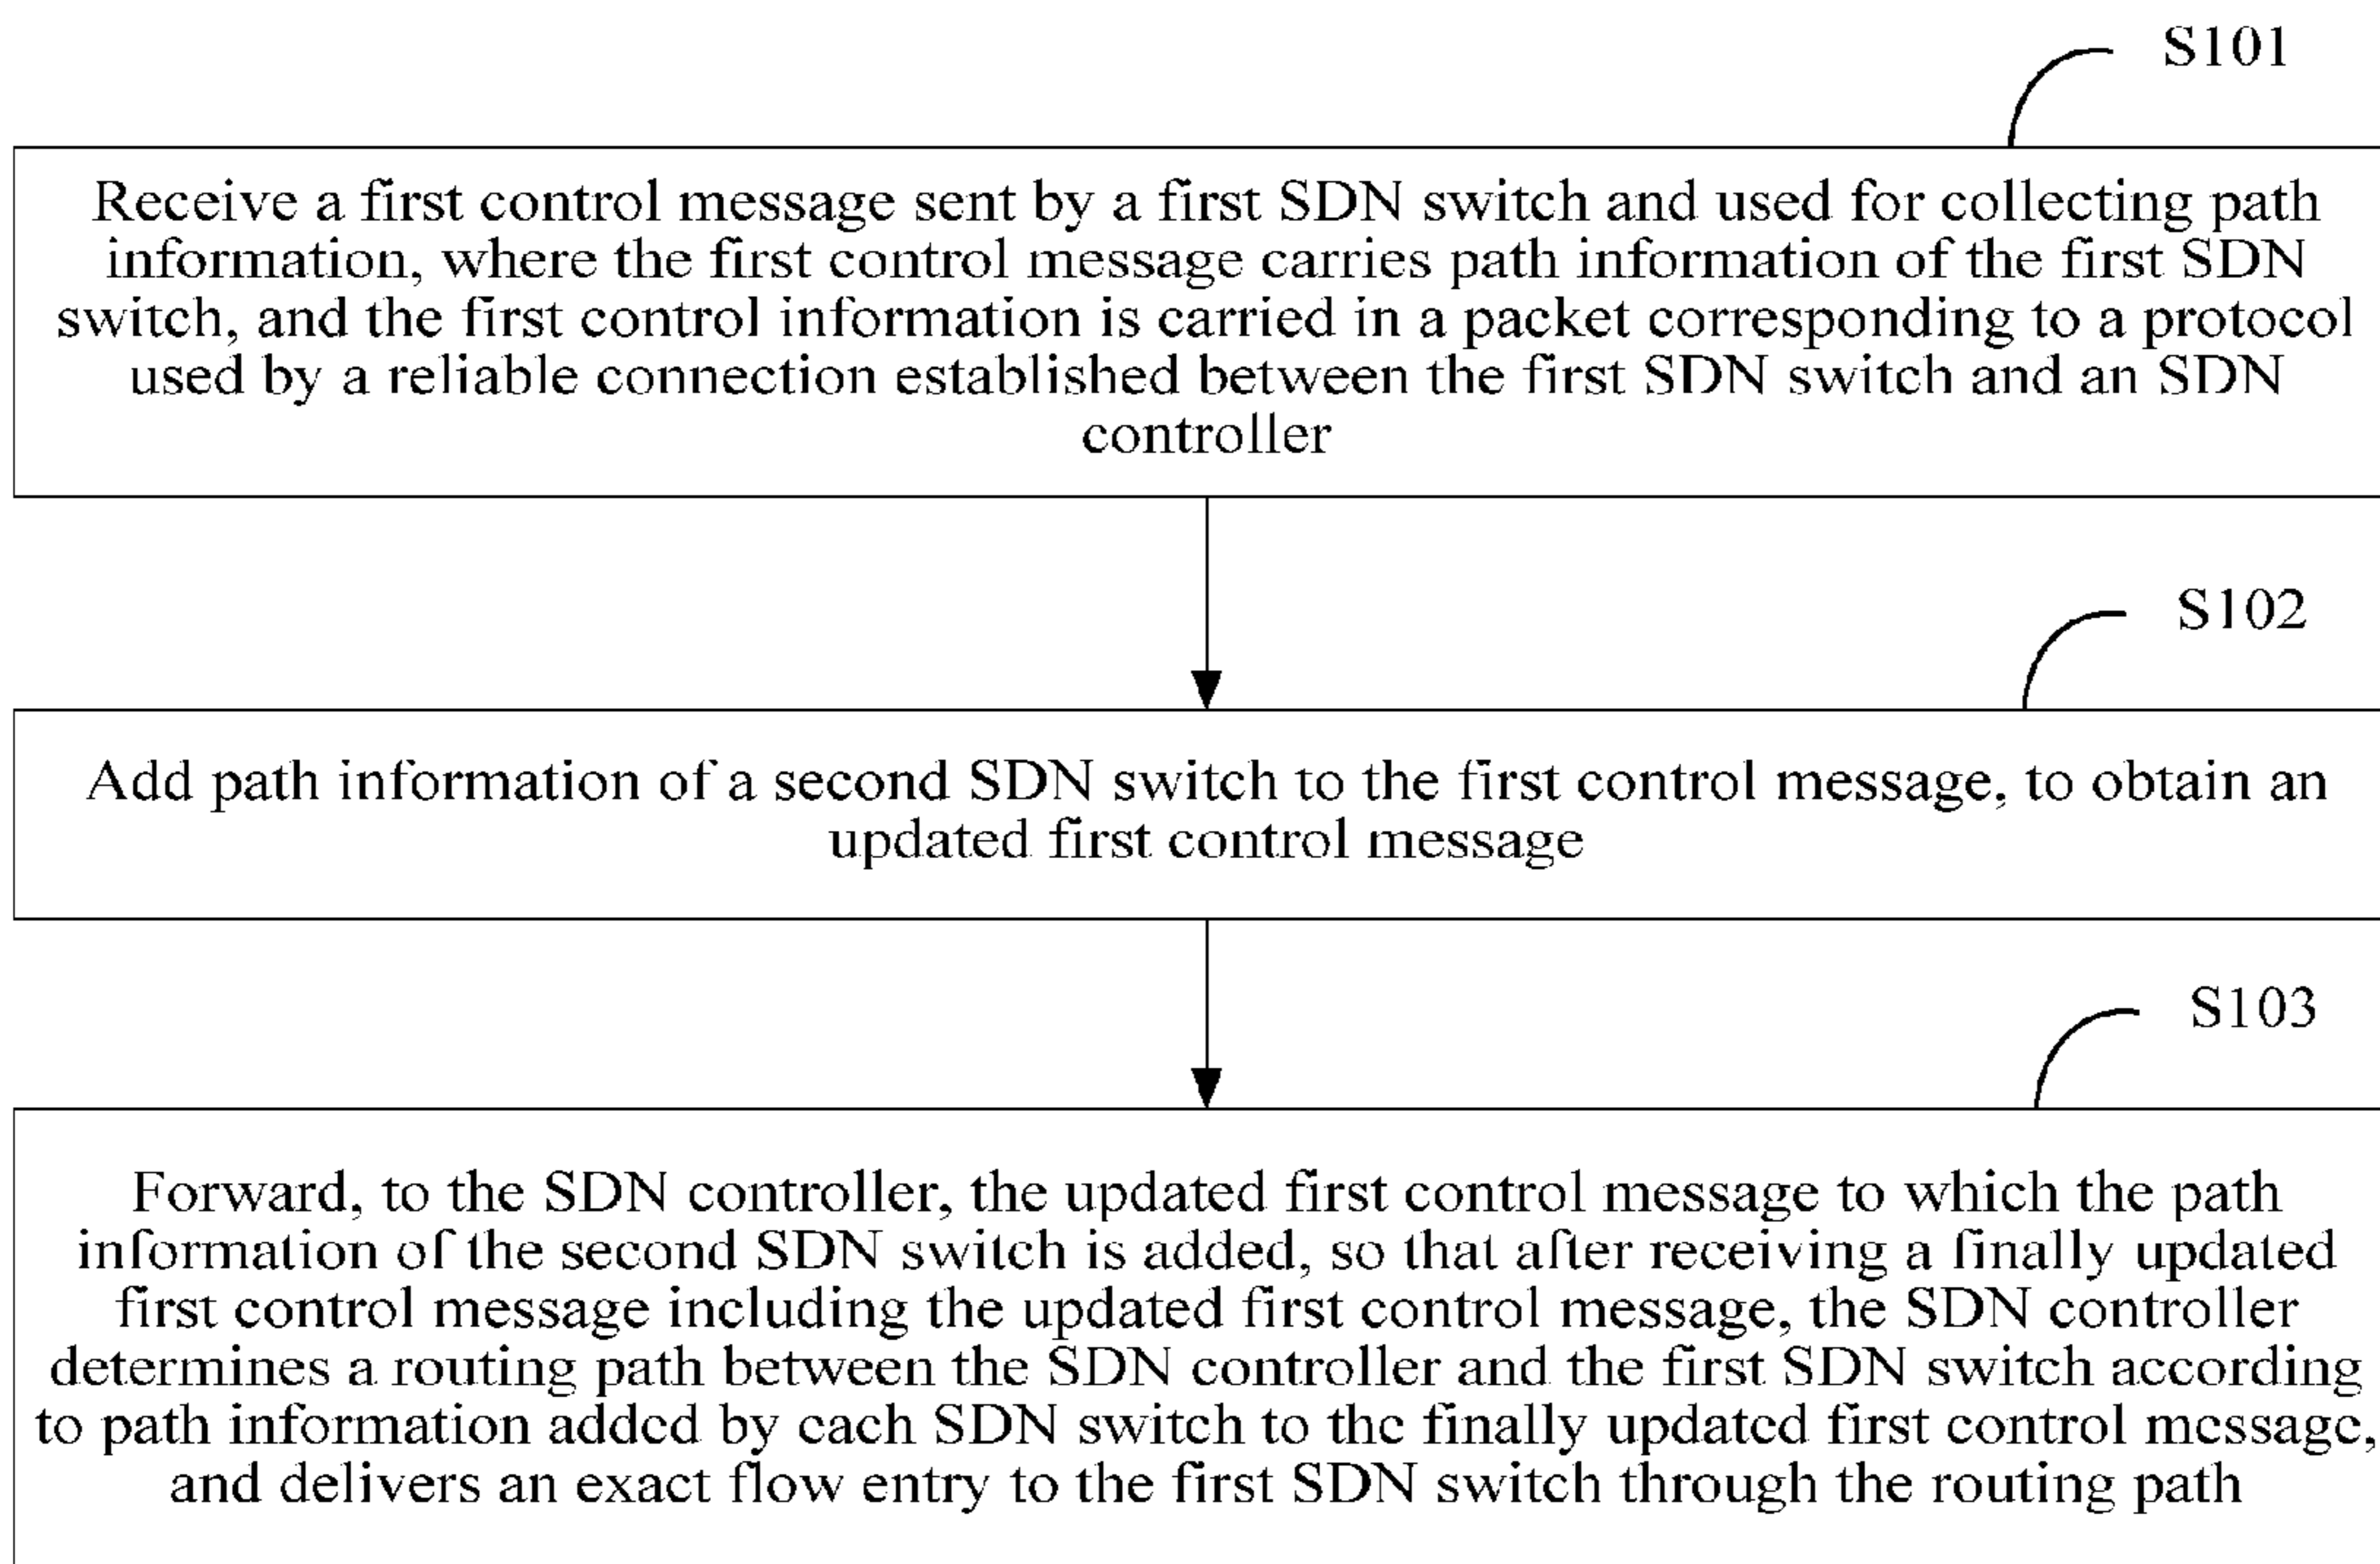 S101
Receive a first control message sent by a first SDN switch and used for collecting path
information, where the first control message carries path information of the first SDN
switch, and the first control information is carried in a packet corresponding to a protocol
used by a reliable connection established between the first SDN switch and an SDN
controller
S102
Add path information of a second SDN switch to the first control message, to obtain an
updated first control message
S103
Forward, to the SDN controller, the updated first control message to which the path
information of the second SDN switch is added, so that after receiving a finally updated
first control message including the updated first control message, the SDN controller
determines a routing path between the SDN controller and the first SDN switch according
to path information added by each SDN switch to the finally updated first control message,
and delivers an exact flow entry to the first SDN switch through the routing path